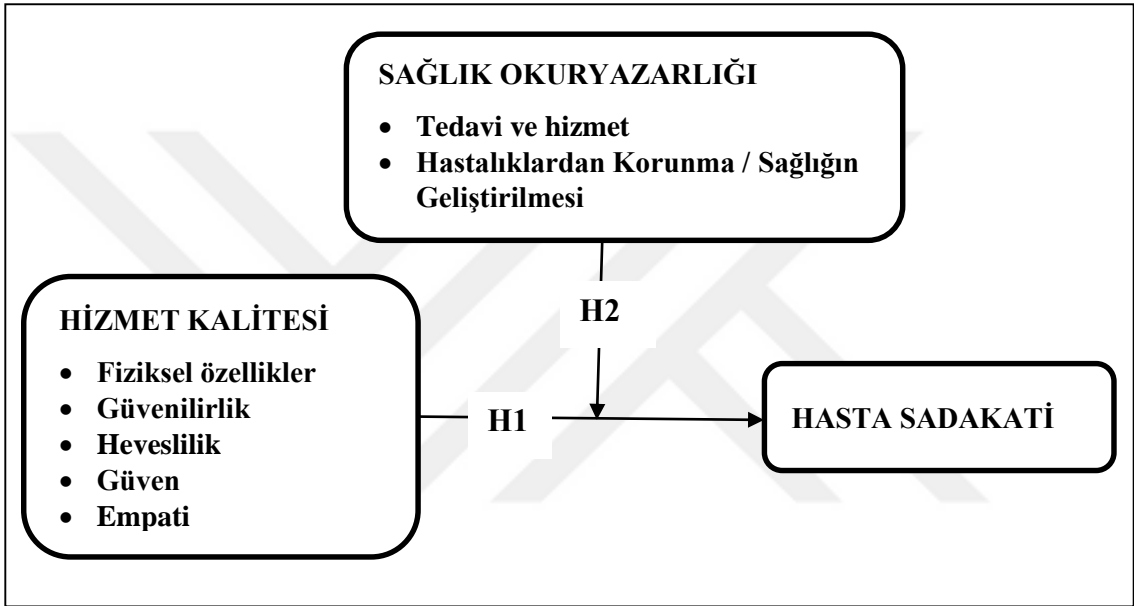 SAĞLIK OKURYAZARLIĞI
• Tedavi ve hizmet
• Hastalıklardan Korunma / Sağlığın
Geliştirilmesi
H2
HİZMET KALİTESİ
• Fiziksel özellikler
• Güvenilirlik
• Heveslilik
• Güven
• Empati
H1
HASTA SADAKATİ